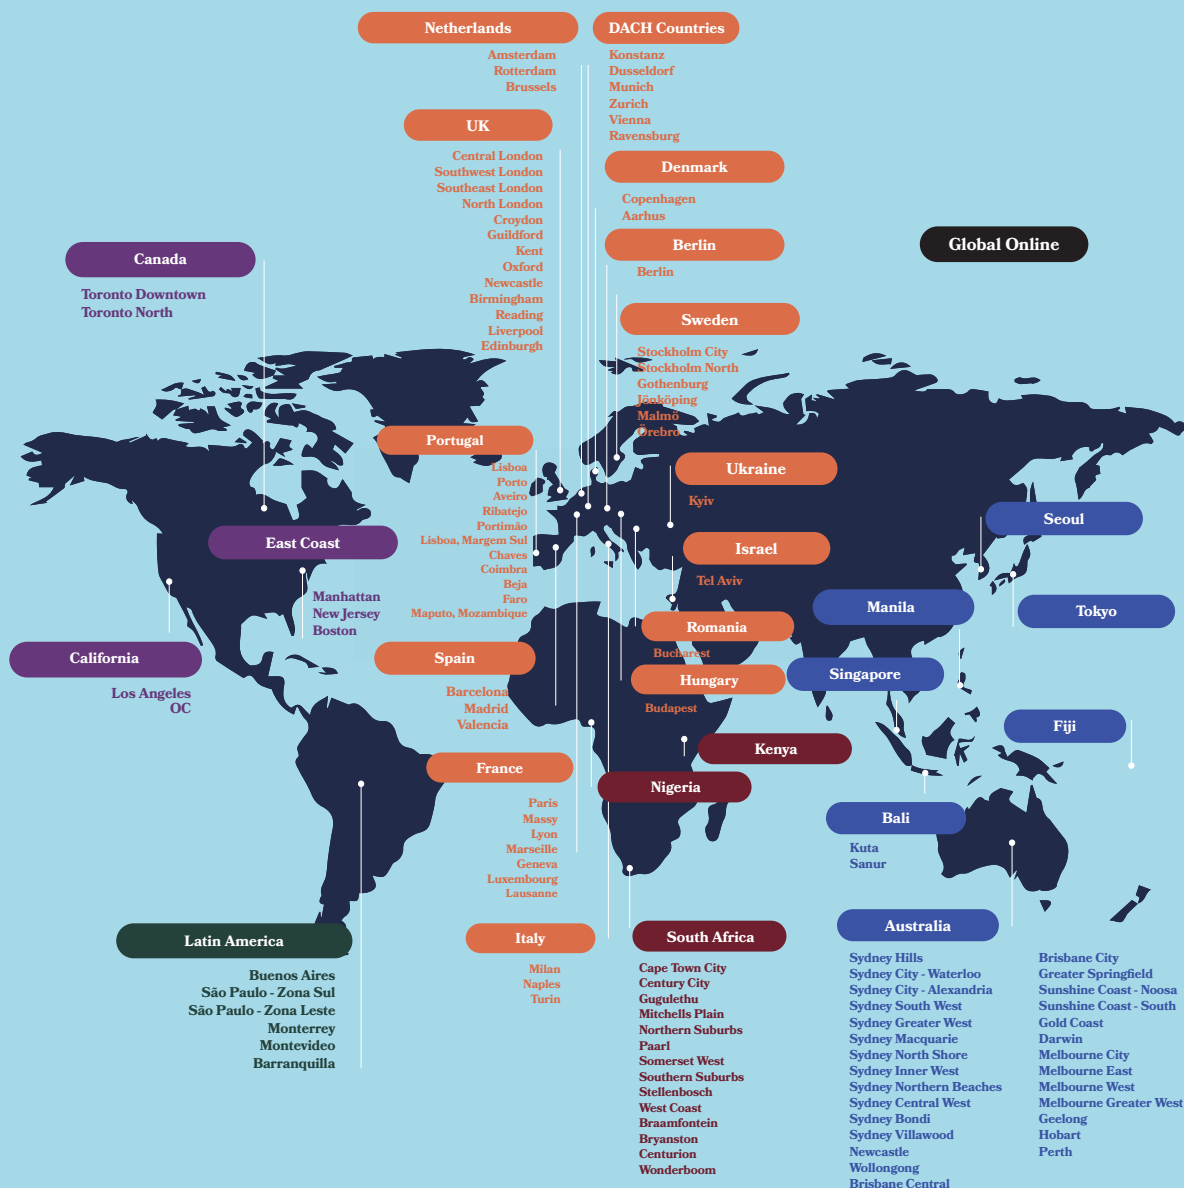 Netherlands
Amsterdam
Rotterdam
Brussels
DACH Countries
Konstanz
Dusseldorf
Munich
Zurich
Vienna
Ravensburg
UK
Central London
Southwest London
Southeast London
North London
Croydon
Guildford
Kent
Oxford
Newcastle
Birmingham
Reading
Liverpool
Edinburgh
Denmark
Copenhagen
Aarhus
Berlin
Berlin
Global Online
Canada
Toronto Downtown
Toronto North
Sweden
Stockholm City
Stockholm North
Gothenburg
Jönköping
Malmö
Örebro
Portugal
Lisboa
Porto
Aveiro
Ribatejo
Portimão
Lisboa, Margem Sul
Chaves
Coimbra
Beja
Faro
Maputo, Mozambique
Ukraine
Kyiv
Seoul
East Coast
Manhattan
New Jersey
Boston
Israel
Tel Aviv
Manila
Tokyo
Romania
Bucharest
California
Los Angeles
OC
Spain
Barcelona
Madrid
Valencia
Hungary
Budapest
Singapore
Fiji
Kenya
France
Paris
Massy
Lyon
Marseille
Geneva
Luxembourg
Lausanne
Nigeria
Bali
Kuta
Sanur
Latin America
Buenos Aires
São Paulo - Zona Sul
São Paulo - Zona Leste
Monterrey
Montevideo
Barranquilla
Italy
Milan
Naples
Turin
South Africa
Cape Town City
Century City
Gugulethu
Mitchells Plain
Northern Suburbs
Paarl
Somerset West
Southern Suburbs
Stellenbosch
West Coast
Braamfontein
Bryanston
Centurion
Wonderboom
Australia
Sydney Hills
Sydney City - Waterloo
Sydney City - Alexandria
Sydney South West
Sydney Greater West
Sydney Macquarie
Sydney North Shore
Sydney Inner West
Sydney Northern Beaches
Sydney Central West
Sydney Bondi
Sydney Villawood
Newcastle
Wollongong
Brisbane Central
Brisbane City
Greater Springfield
Sunshine Coast - Noosa
Sunshine Coast - South
Gold Coast
Darwin
Melbourne City
Melbourne East
Melbourne West
Melbourne Greater West
Geelong
Hobart
Perth